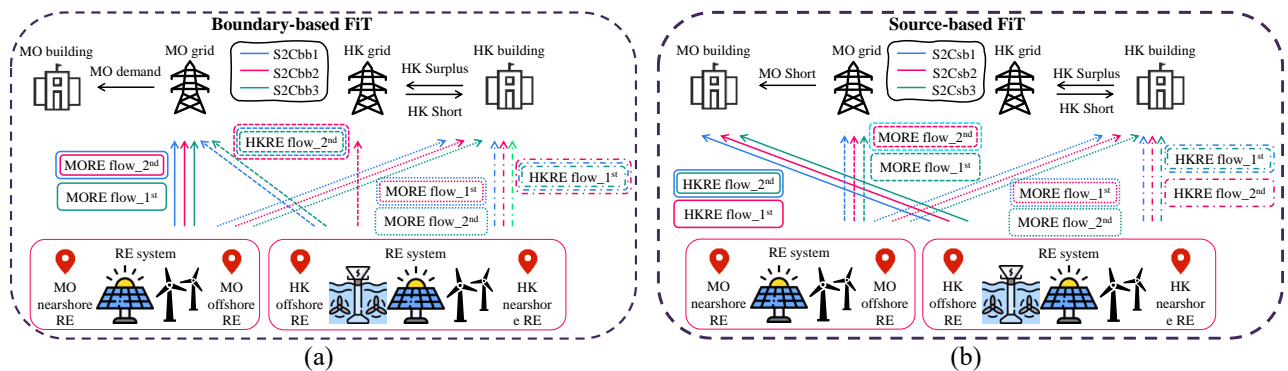 Boundary-based FiT
MO building
MO grid
HK grid
HK building
S2Cbb1
S2Cbb2
S2Cbb3
MO demand
HK Surplus
HK Short
HKRE flow_2nd
MORE flow_2nd
MORE flow_1st
MORE flow_1st
MORE flow_2nd
HKRE flow_1st
RE system
MO
nearshore
RE
MO
offshore
RE
RE system
HK
offshore
RE
HK
nearshor
e RE
(a)
Source-based FiT
MO building
MO grid
HK grid
HK building
S2Csb1
S2Csb2
S2Csb3
MO Short
HK Surplus
HK Short
MORE flow_2nd
MORE flow_1st
HKRE flow_2nd
HKRE flow_1st
MORE flow_1st
MORE flow_2nd
HKRE flow_1st
HKRE flow_2nd
RE system
MO
nearshore
RE
MO
offshore
RE
RE system
HK
offshore
RE
HK
nearshor
e RE
(b)